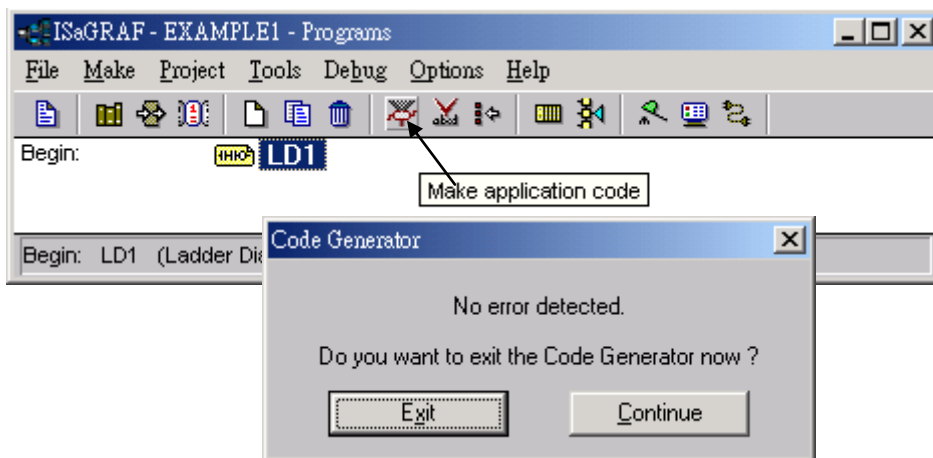 ISaGRAF - EXAMPLE1 - Programs
File Make Project Tools Debug Options Help
Begin: LD1
Make application code
Begin: LD1 (Ladder Di
Code Generator
No error detected.
Do you want to exit the Code Generator now ?
Exit Continue